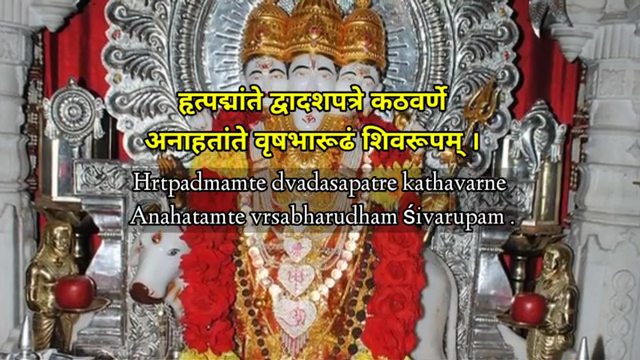 हृत्पद्मांते द्वादशपत्रे कठवर्णे
अनाहतांते वृषभारूढं शिवरूपम् ।
Hrtpadmamte dvadasapatre kathavarne
Anahatamte vrsabharudham śivarupam .